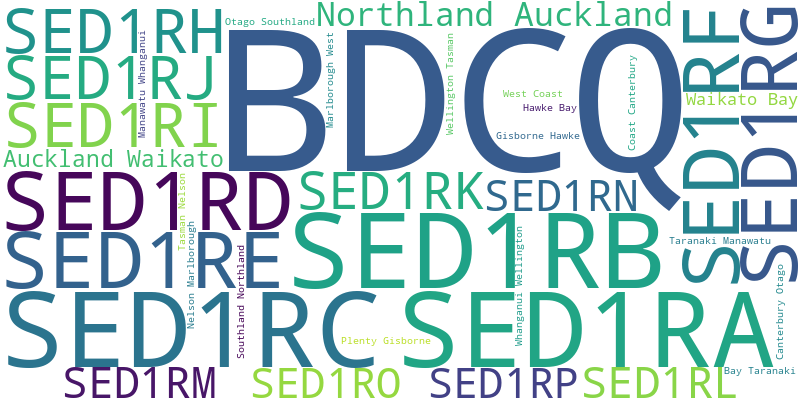 SED1RH
Otago Southland
Northland Auckland
SED1RJ
Manawatu Whanganui
BDCQ
Marlborough West
Wellington Tasman
West Coast
Hawke Bay
Gisborne Hawke
Coast Canterbury
SED1RF
SED1RG
Waikato Bay
SED1RI
Auckland Waikato
SED1RD
Tasman Nelson
SED1RK
SED1RN
SED1RE
Nelson Marlborough
Southland Northland
SED1RB
Whanganui Wellington
Taranaki Manawatu
Canterbury Otago
SED1RC
Plenty Gisborne
SED1RA
Bay Taranaki
SED1RM
SED1RO
SED1RP
SED1RL